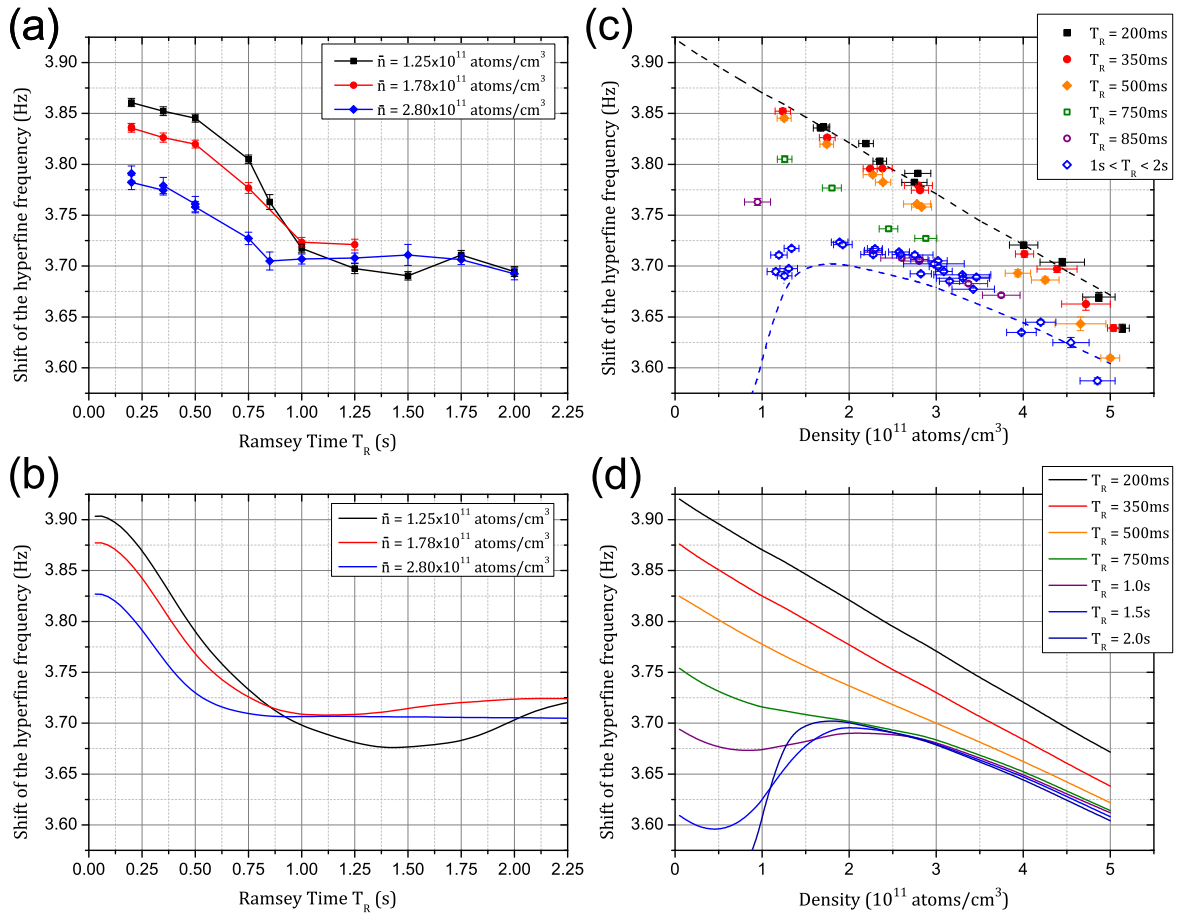 (a)
3.90
3.85
3.80
3.75
3.70
3.65
3.60
Shift of the hyperfine frequency (Hz)
n̄ = 1.25x10¹¹ atoms/cm³
n̄ = 1.78x10¹¹ atoms/cm³
n̄ = 2.80x10¹¹ atoms/cm³
0.00 0.25 0.50 0.75 1.00 1.25 1.50 1.75 2.00 2.25
Ramsey Time T_R (s)
(c)
3.90
3.85
3.80
3.75
3.70
3.65
3.60
Shift of the hyperfine frequency (Hz)
T_R = 200ms
T_R = 350ms
T_R = 500ms
T_R = 750ms
T_R = 850ms
1s < T_R < 2s
0 1 2 3 4 5
Density (10¹¹ atoms/cm³)
(b)
3.90
3.85
3.80
3.75
3.70
3.65
3.60
Shift of the hyperfine frequency (Hz)
n̄ = 1.25x10¹¹ atoms/cm³
n̄ = 1.78x10¹¹ atoms/cm³
n̄ = 2.80x10¹¹ atoms/cm³
0.00 0.25 0.50 0.75 1.00 1.25 1.50 1.75 2.00 2.25
Ramsey Time T_R (s)
(d)
3.90
3.85
3.80
3.75
3.70
3.65
3.60
Shift of the hyperfine frequency (Hz)
T_R = 200ms
T_R = 350ms
T_R = 500ms
T_R = 750ms
T_R = 1.0s
T_R = 1.5s
T_R = 2.0s
0 1 2 3 4 5
Density (10¹¹ atoms/cm³)